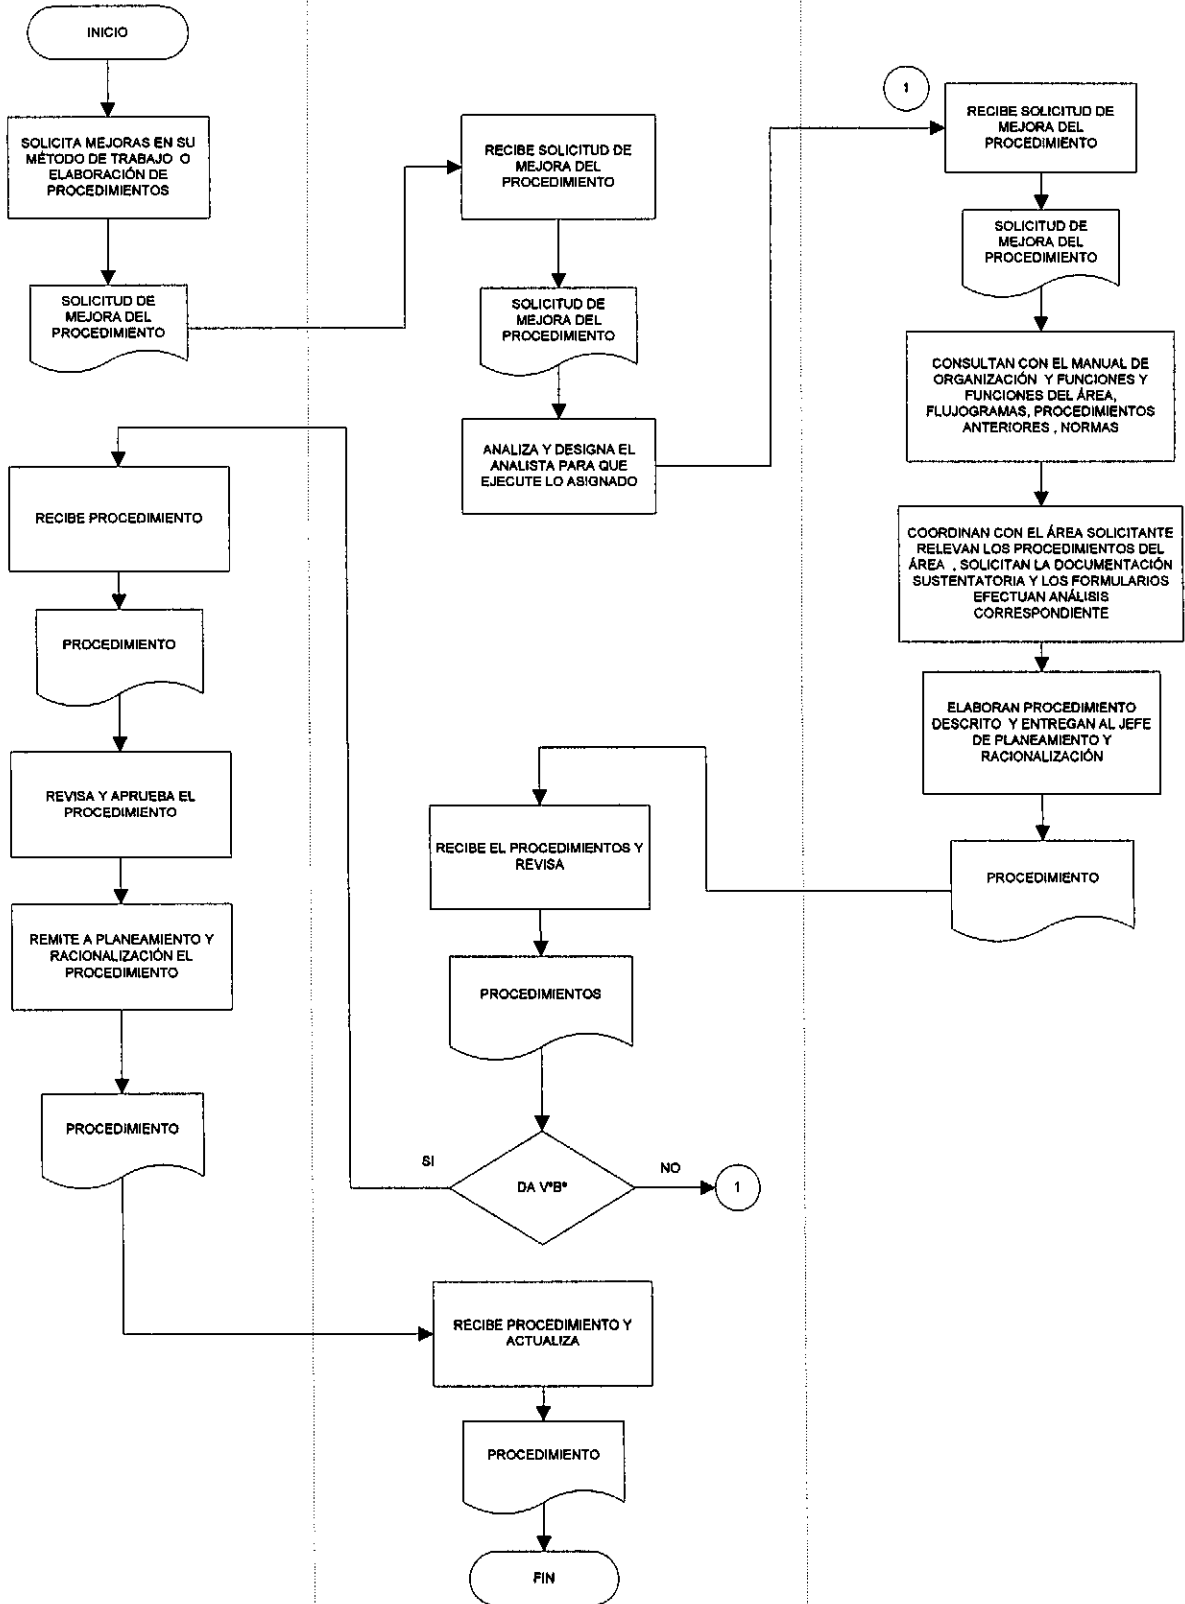 INICIO
SOLICITA MEJORAS EN SU
MÉTODO DE TRABAJO O
ELABORACIÓN DE
PROCEDIMIENTOS
SOLICITUD DE
MEJORA DEL
PROCEDIMIENTO
RECIBE SOLICITUD DE
MEJORA DEL
PROCEDIMIENTO
SOLICITUD DE
MEJORA DEL
PROCEDIMIENTO
ANALIZA Y DESIGNA EL
ANALISTA PARA QUE
EJECUTE LO ASIGNADO
1
RECIBE SOLICITUD DE
MEJORA DEL
PROCEDIMIENTO
SOLICITUD DE
MEJORA DEL
PROCEDIMIENTO
CONSULTAN CON EL MANUAL DE
ORGANIZACIÓN Y FUNCIONES Y
FUNCIONES DEL ÁREA,
FLUJOGRAMAS, PROCEDIMIENTOS
ANTERIORES , NORMAS
COORDINAN CON EL ÁREA SOLICITANTE
RELEVAN LOS PROCEDIMIENTOS DEL
ÁREA , SOLICITAN LA DOCUMENTACIÓN
SUSTENTATORIA Y LOS FORMULARIOS
EFECTUAN ANÁLISIS
CORRESPONDIENTE
ELABORAN PROCEDIMIENTO
DESCRITO Y ENTREGAN AL JEFE
DE PLANEAMIENTO Y
RACIONALIZACIÓN
PROCEDIMIENTO
RECIBE EL PROCEDIMIENTOS Y
REVISA
PROCEDIMIENTOS
DA V°B°
SI
NO
1
RECIBE PROCEDIMIENTO
PROCEDIMIENTO
REVISA Y APRUEBA EL
PROCEDIMIENTO
REMITE A PLANEAMIENTO Y
RACIONALIZACIÓN EL
PROCEDIMIENTO
PROCEDIMIENTO
RECIBE PROCEDIMIENTO Y
ACTUALIZA
PROCEDIMIENTO
FIN